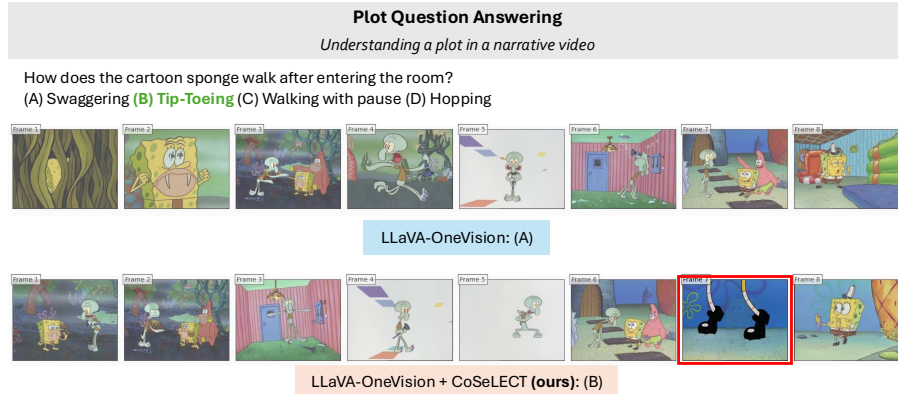 Plot Question Answering
Understanding a plot in a narrative video
How does the cartoon sponge walk after entering the room?
(A) Swaggering (B) Tip-Toeing (C) Walking with pause (D) Hopping
Frame 1 Frame 2 Frame 3 Frame 4 Frame 5 Frame 6 Frame 7 Frame 8
LLaVA-OneVision: (A)
Frame 1 Frame 2 Frame 3 Frame 4 Frame 5 Frame 6 Frame 7 Frame 8
LLaVA-OneVision + CoSeLECT (ours): (B)